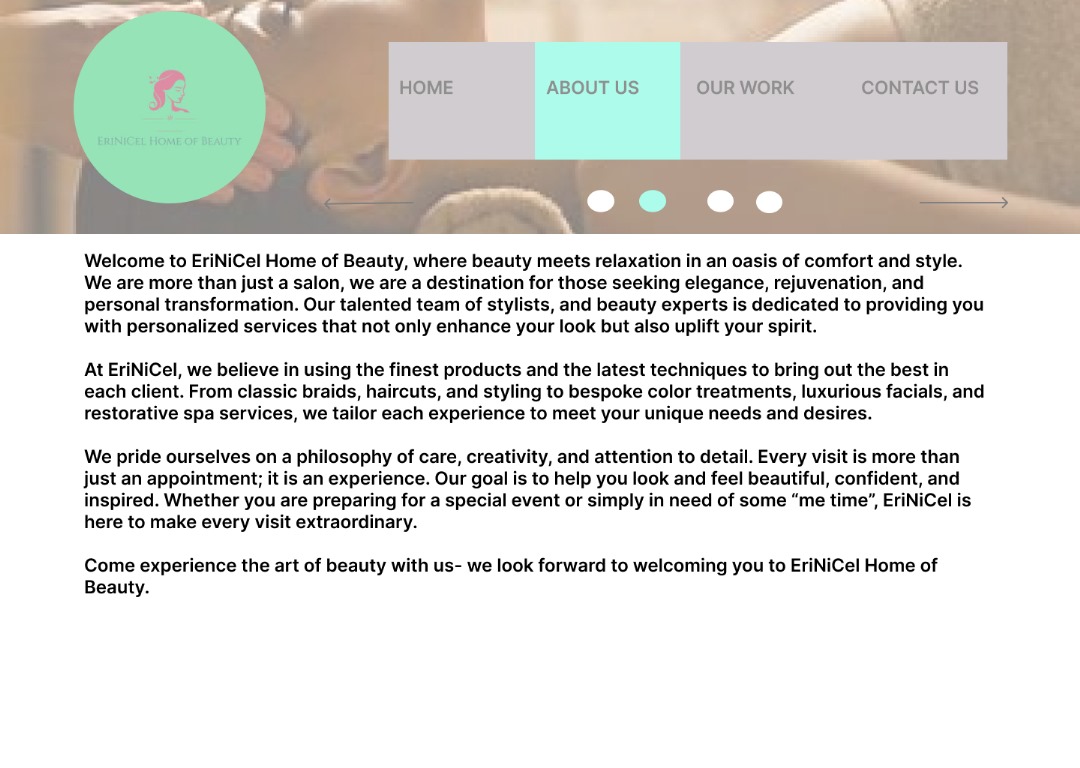 ERINICEL HOME OF BEAUTY
HOME
ABOUT US
OUR WORK
CONTACT US
Welcome to EriNiCel Home of Beauty, where beauty meets relaxation in an oasis of comfort and style.
We are more than just a salon, we are a destination for those seeking elegance, rejuvenation, and
personal transformation. Our talented team of stylists, and beauty experts is dedicated to providing you
with personalized services that not only enhance your look but also uplift your spirit.
At EriNiCel, we believe in using the finest products and the latest techniques to bring out the best in
each client. From classic braids, haircuts, and styling to bespoke color treatments, luxurious facials, and
restorative spa services, we tailor each experience to meet your unique needs and desires.
We pride ourselves on a philosophy of care, creativity, and attention to detail. Every visit is more than
just an appointment; it is an experience. Our goal is to help you look and feel beautiful, confident, and
inspired. Whether you are preparing for a special event or simply in need of some “me time”, EriNiCel is
here to make every visit extraordinary.
Come experience the art of beauty with us- we look forward to welcoming you to EriNiCel Home of
Beauty.